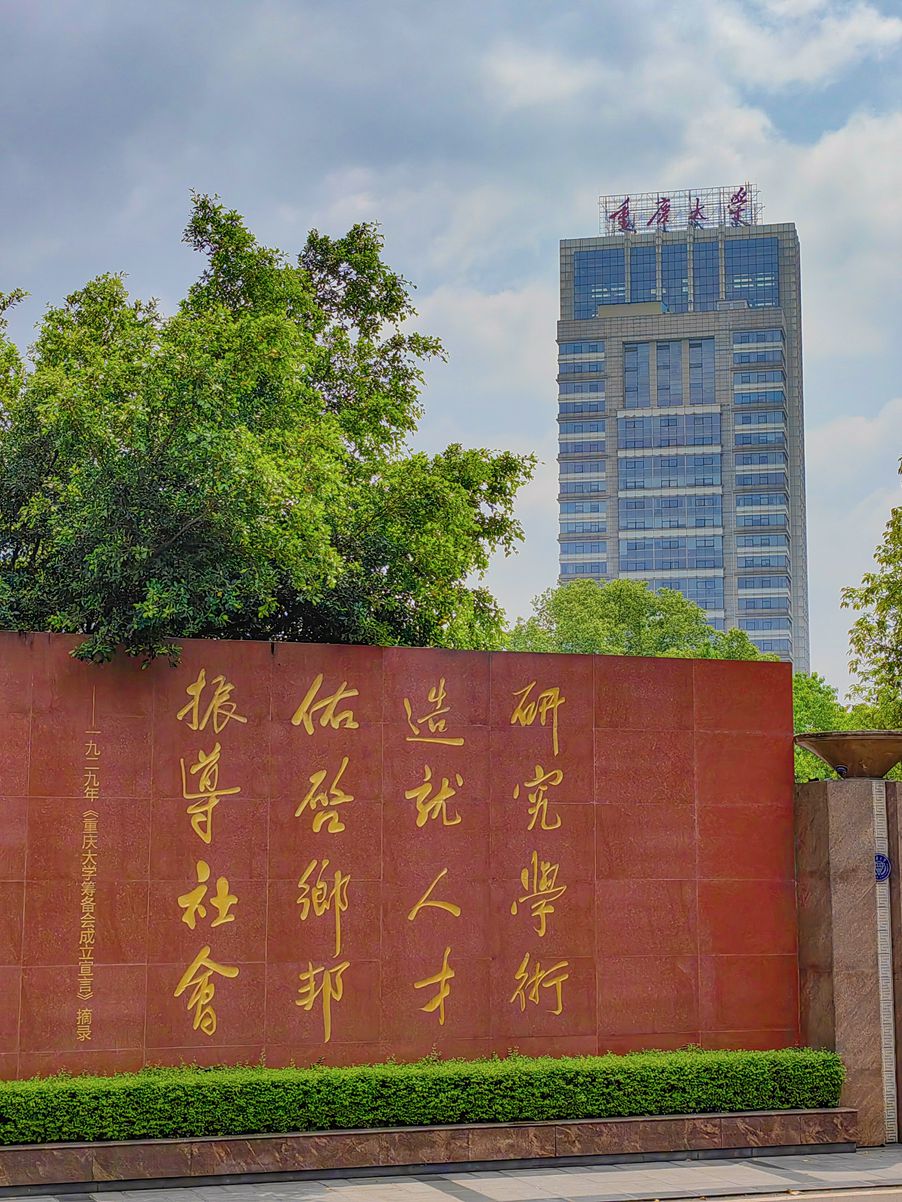 重庆大学
研究学術
造就人才
佑啓鄉邦
振導社會
——一九二九年《重庆大学筹备会成立宣言》摘录